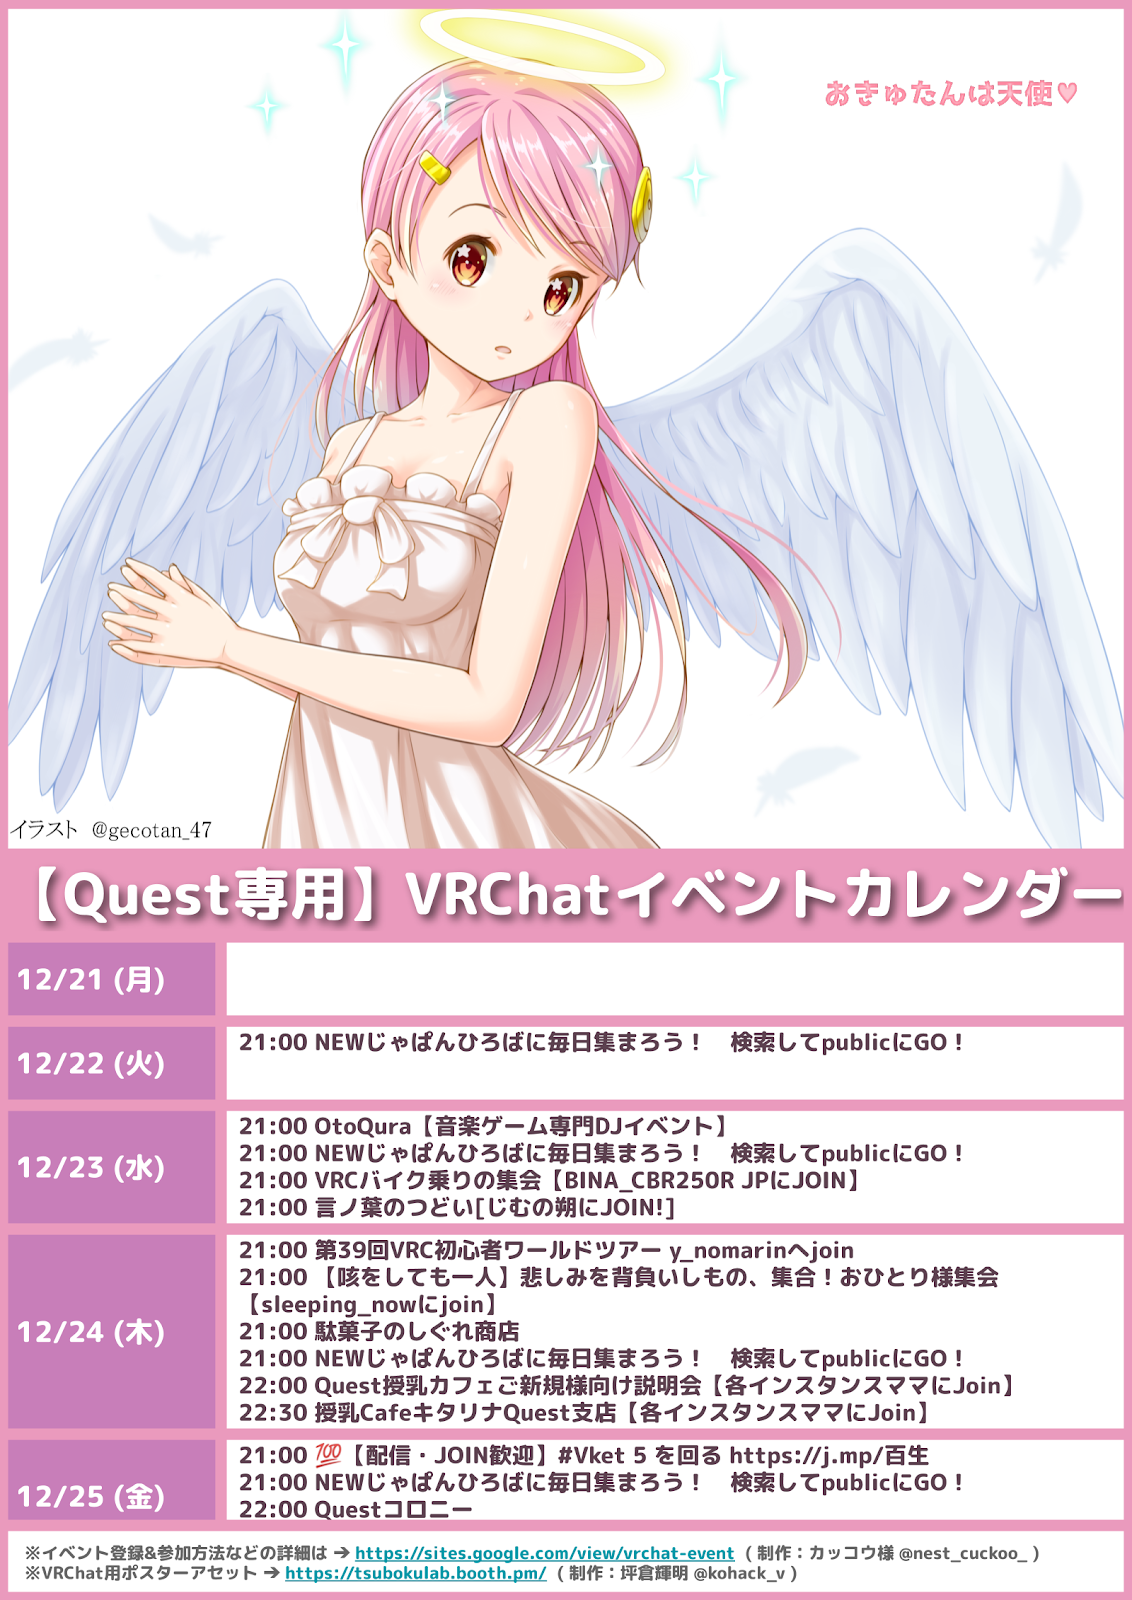 おきゅたんは天使♥
イラスト @gecotan_47
【Quest専用】VRChatイベントカレンダー
12/21 (月)
12/22 (火)
21:00 NEWじゃぱんひろばに毎日集まろう！ 検索してpublicにGO！
12/23 (水)
21:00 OtoQura【音楽ゲーム専門DJイベント】
21:00 NEWじゃぱんひろばに毎日集まろう！ 検索してpublicにGO！
21:00 VRCバイク乗りの集会【BINA_CBR250R JPにJOIN】
21:00 言ノ葉のつどい[じむの朔にJOIN!]
12/24 (木)
21:00 第39回VRC初心者ワールドツアー y_nomarinへjoin
21:00 【咳をしても一人】悲しみを背負いしもの、集合！おひとり様集会
【sleeping_nowにjoin】
21:00 駄菓子のしぐれ商店
21:00 NEWじゃぱんひろばに毎日集まろう！ 検索してpublicにGO！
22:00 Quest授乳カフェご新規様向け説明会【各インスタンスママにJoin】
22:30 授乳CafeキタリナQuest支店【各インスタンスママにJoin】
12/25 (金)
21:00 💯【配信・JOIN歓迎】#Vket 5 を回る https://j.mp/百生
21:00 NEWじゃぱんひろばに毎日集まろう！ 検索してpublicにGO！
22:00 Questコロニー
※イベント登録&参加方法などの詳細は → https://sites.google.com/view/vrchat-event ( 制作：カッコウ様 @nest_cuckoo_ )
※VRChat用ポスターアセット → https://tsubokulab.booth.pm/ ( 制作：坪倉輝明 @kohack_v )